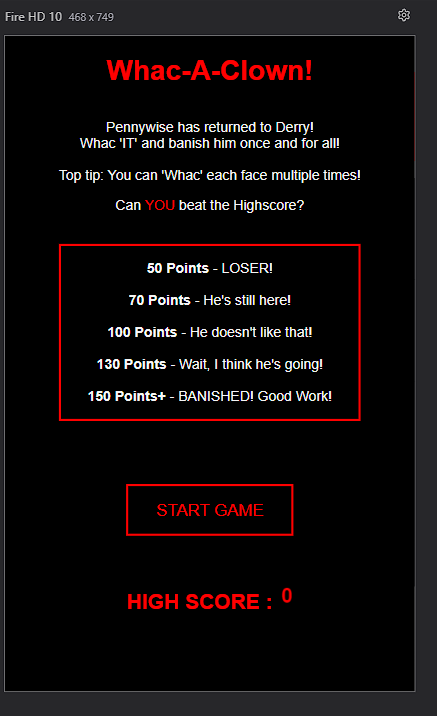 Fire HD 10 468 x 749
Whac-A-Clown!
Pennywise has returned to Derry!
Whac 'IT' and banish him once and for all!
Top tip: You can 'Whac' each face multiple times!
Can YOU beat the Highscore?
50 Points - LOSER!
70 Points - He's still here!
100 Points - He doesn't like that!
130 Points - Wait, I think he's going!
150 Points+ - BANISHED! Good Work!
START GAME
HIGH SCORE : 0